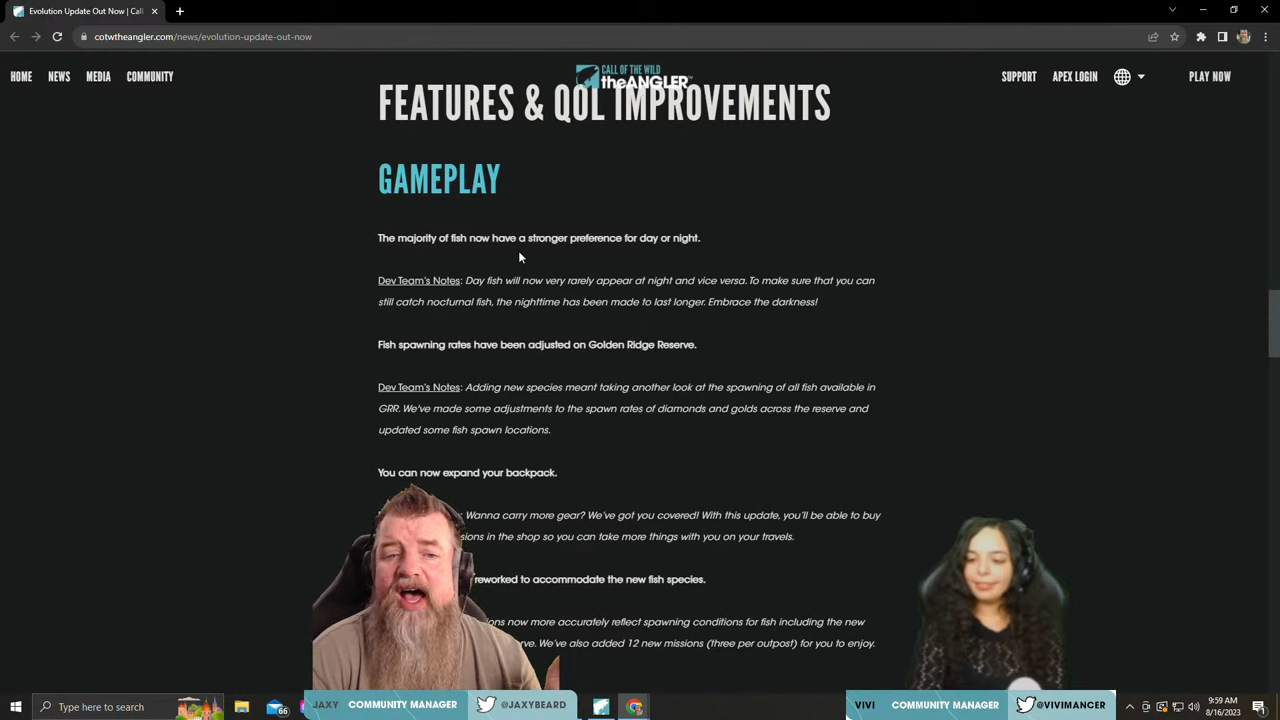 Evolution Update Out Now | Call
cotwtheangler.com/news/evolution-update-out-now
HOME NEWS MEDIA COMMUNITY
CALL OF THE WILD
theANGLER
SUPPORT APEX LOGIN PLAY NOW
FEATURES & QOL IMPROVEMENTS
GAMEPLAY
The majority of fish now have a stronger preference for day or night.
Dev Team's Notes: Day fish will now very rarely appear at night and vice versa. To make sure that you can
still catch nocturnal fish, the nighttime has been made to last longer. Embrace the darkness!
Fish spawning rates have been adjusted on Golden Ridge Reserve.
Dev Team's Notes: Adding new species meant taking another look at the spawning of all fish available in
GRR. We've made some adjustments to the spawn rates of diamonds and golds across the reserve and
updated some fish spawn locations.
You can now expand your backpack.
: Wanna carry more gear? We've got you covered! With this update, you'll be able to buy
sions in the shop so you can take more things with you on your travels.
reworked to accommodate the new fish species.
ions now more accurately reflect spawning conditions for fish including the new
rve. We've also added 12 new missions (three per outpost) for you to enjoy.
Type here to search
66
JAXY COMMUNITY MANAGER @JAXYBEARD
VIVI COMMUNITY MANAGER @VIVIMANCER
9:59 AM
8/16/2023